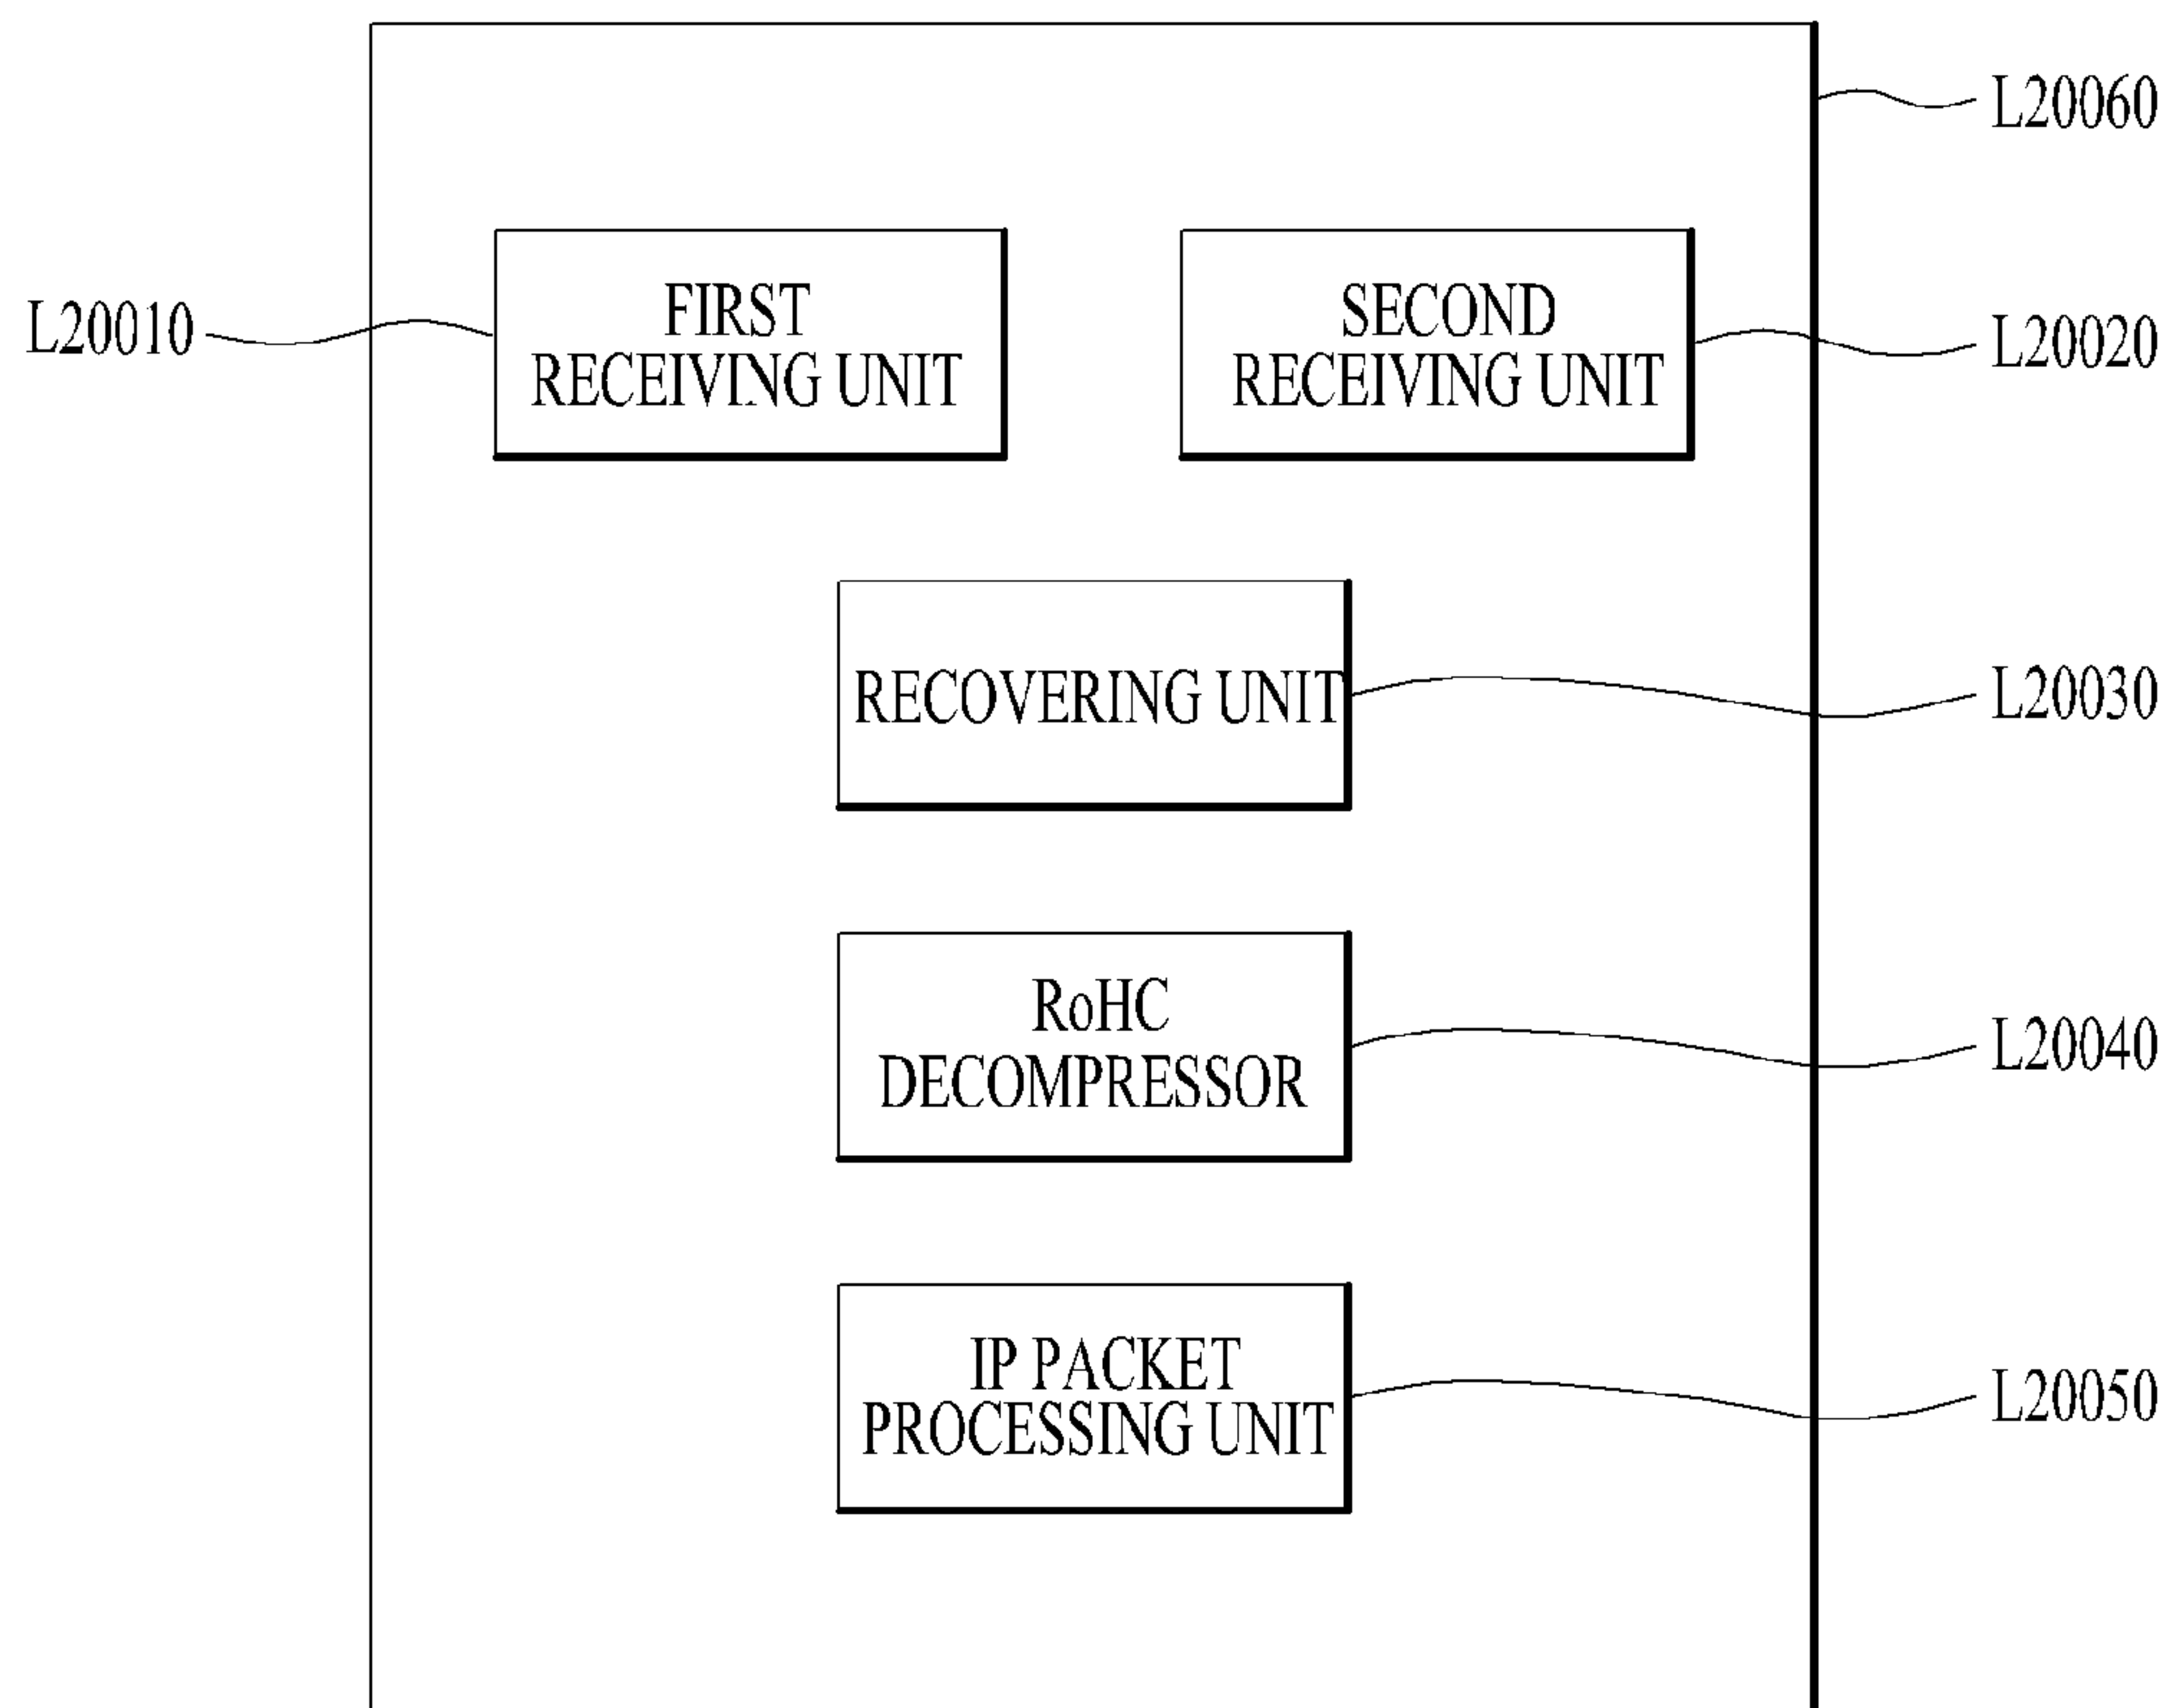 L20060
FIRST
RECEIVING UNIT
SECOND
RECEIVING UNIT
L20010
L20020
RECOVERING UNIT
L20030
RoHC
DECOMPRESSOR
L20040
IP PACKET
PROCESSING UNIT
L20050